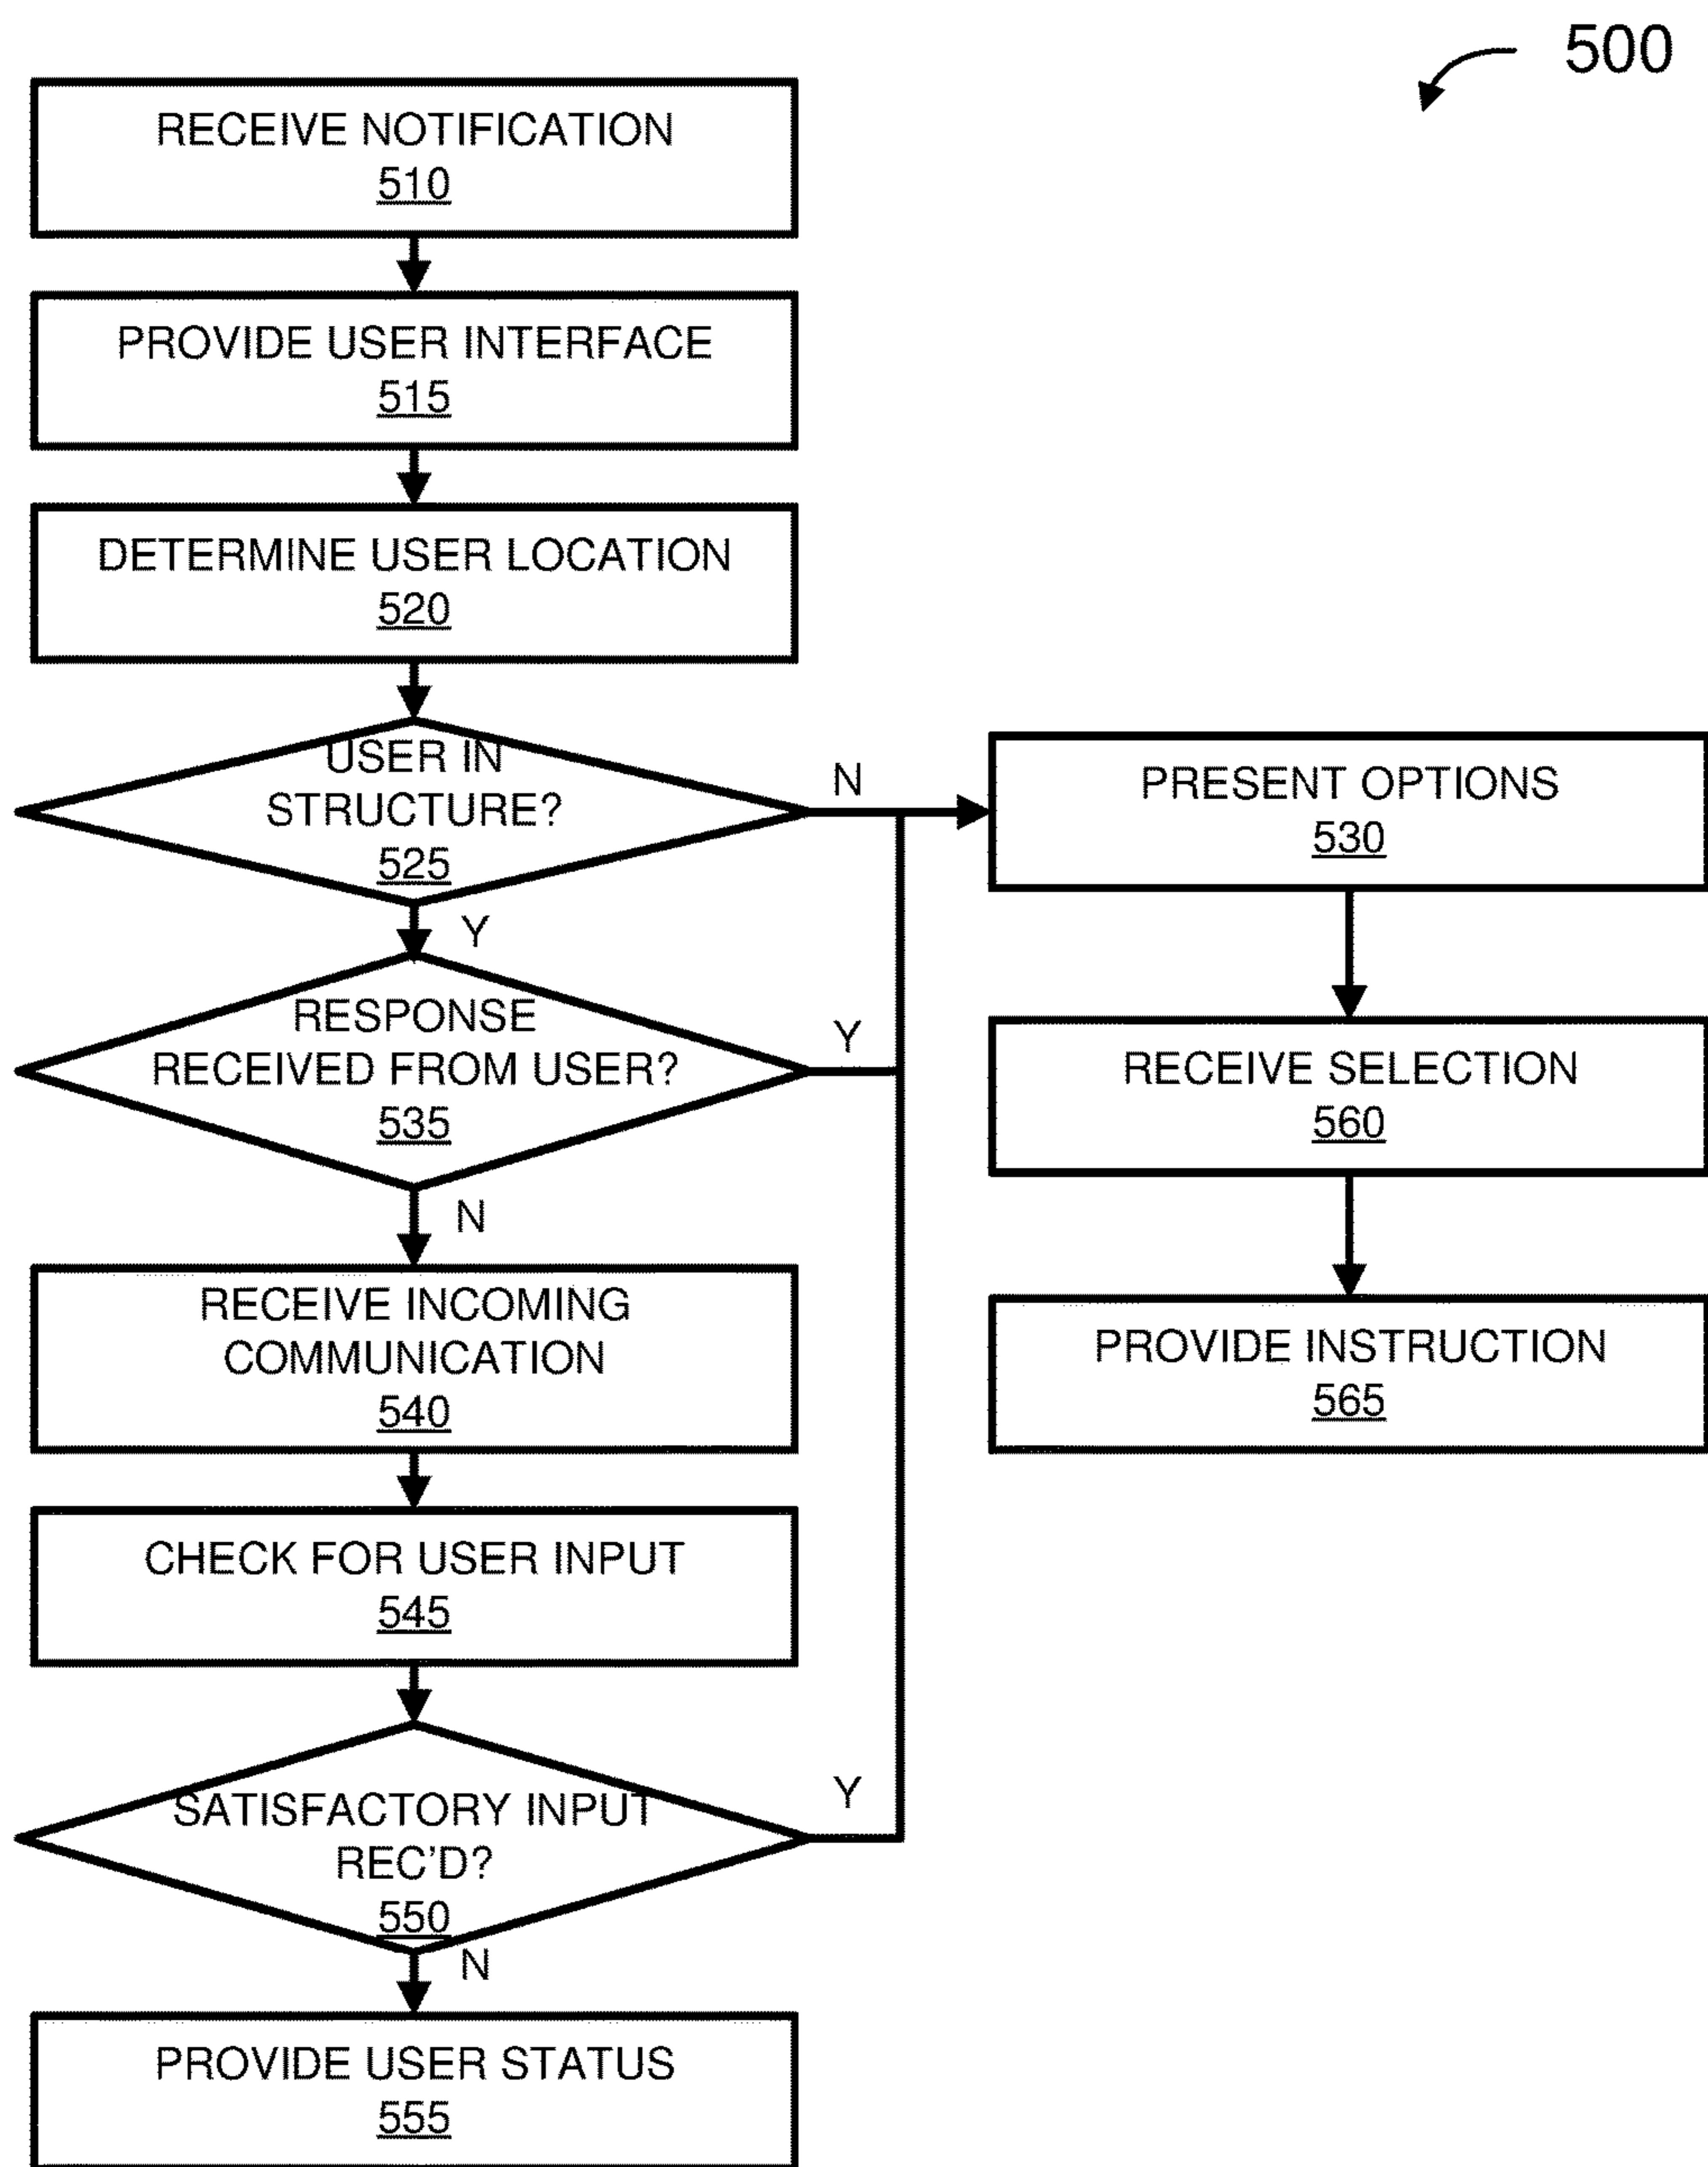 500
RECEIVE NOTIFICATION
510
PROVIDE USER INTERFACE
515
DETERMINE USER LOCATION
520
USER IN
STRUCTURE?
525
N
Y
PRESENT OPTIONS
530
RESPONSE
RECEIVED FROM USER?
535
Y
N
RECEIVE SELECTION
560
RECEIVE INCOMING
COMMUNICATION
540
PROVIDE INSTRUCTION
565
CHECK FOR USER INPUT
545
SATISFACTORY INPUT
REC'D?
550
Y
N
PROVIDE USER STATUS
555